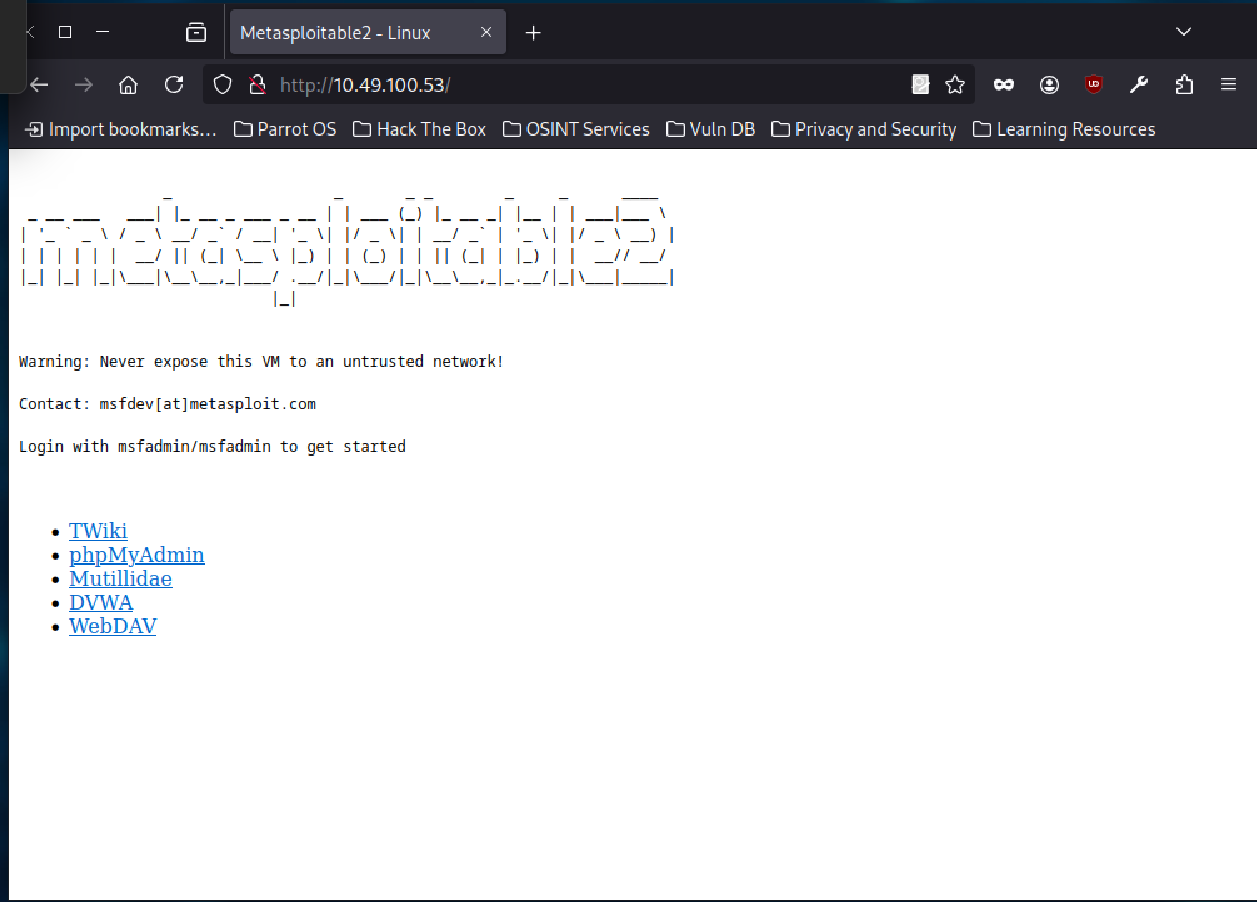 Metasploitable2 - Linux
http://10.49.100.53/
Import bookmarks... Parrot OS Hack The Box OSINT Services Vuln DB Privacy and Security Learning Resources
metasploitable2
Warning: Never expose this VM to an untrusted network!
Contact: msfdev[at]metasploit.com
Login with msfadmin/msfadmin to get started
TWiki
phpMyAdmin
Mutillidae
DVWA
WebDAV